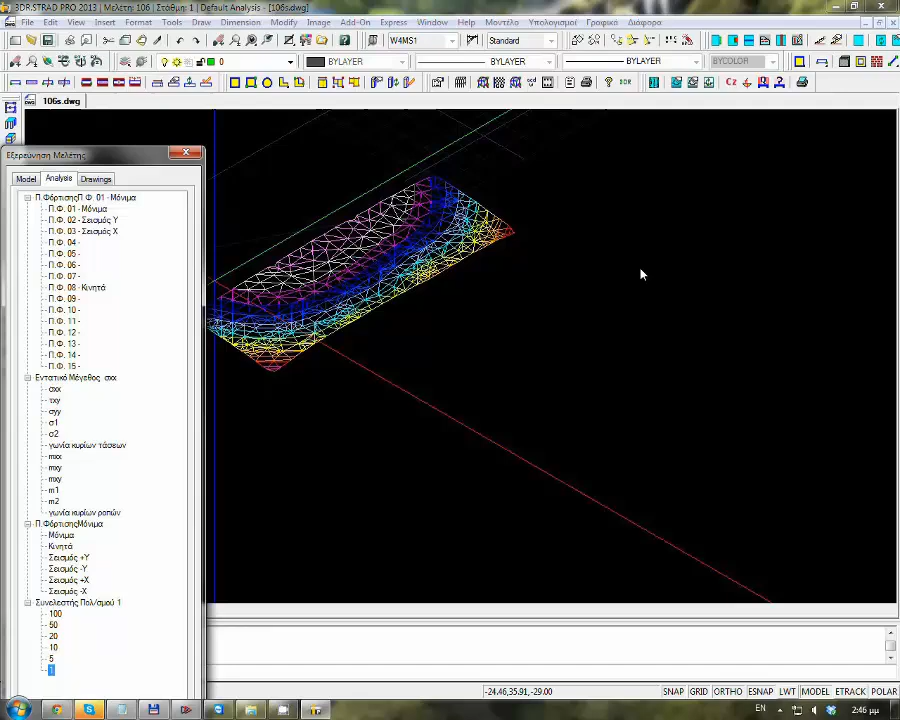 3DR.STRAD PRO 2013 | Μελέτη: 106 | Στάθμη: 1 | Default Analysis - [106s.dwg]
File Edit View Insert Format Tools Draw Dimension Modify Image Add-On Express Window Help Μοντέλο Υπολογισμοί Γραφικά Διάφορα
W4MS1 Standard
0 BYLAYER BYLAYER BYLAYER BYCOLOR
106s.dwg
Εξερεύνηση Μελέτης
Model Analysis Drawings
Π.ΦόρτισηςΠ.Φ. 01 - Μόνιμα
Π.Φ. 01 - Μόνιμα
Π.Φ. 02 - Σεισμός Y
Π.Φ. 03 - Σεισμός X
Π.Φ. 04 -
Π.Φ. 05 -
Π.Φ. 06 -
Π.Φ. 07 -
Π.Φ. 08 - Κινητά
Π.Φ. 09 -
Π.Φ. 10 -
Π.Φ. 11 -
Π.Φ. 12 -
Π.Φ. 13 -
Π.Φ. 14 -
Π.Φ. 15 -
Εντατικό Μέγεθος σxx
σxx
τxy
σyy
σ1
σ2
γωνία κυρίων τάσεων
mxx
mxy
mxy
m1
m2
γωνία κυρίων ροπών
Π.ΦόρτισηςΜόνιμα
Μόνιμα
Κινητά
Σεισμός +Y
Σεισμός -Y
Σεισμός +X
Σεισμός -X
Συνελεστής Πολ/σμού 1
100
50
20
10
5
1
-24.46,35.91,-29.00 SNAP GRID ORTHO ESNAP LWT MODEL ETRACK POLAR
EN 2:46 μμ